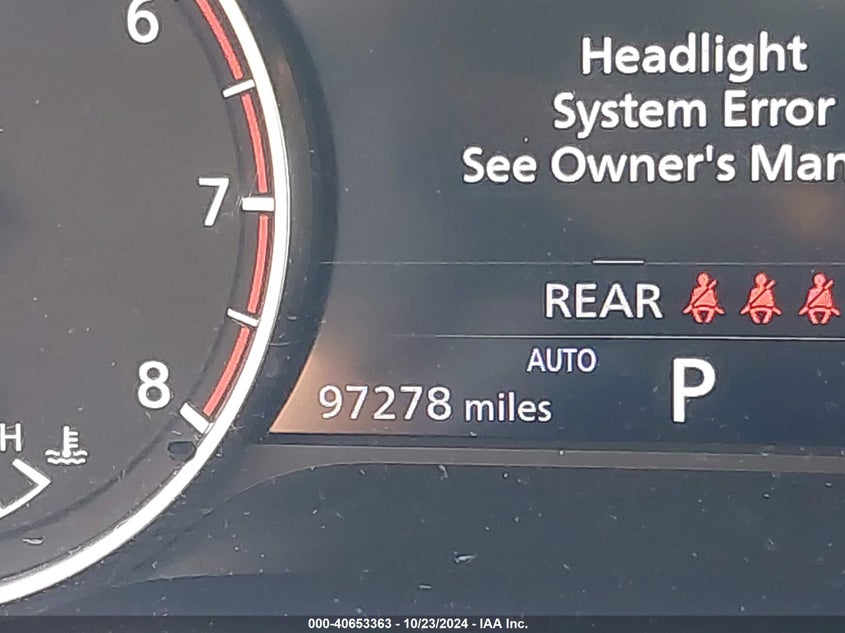 6
Headlight
System Error
See Owner's Man
7
REAR
AUTO
P
8
97278 miles
H
000-40653363 - 10/23/2024 - IAA Inc.